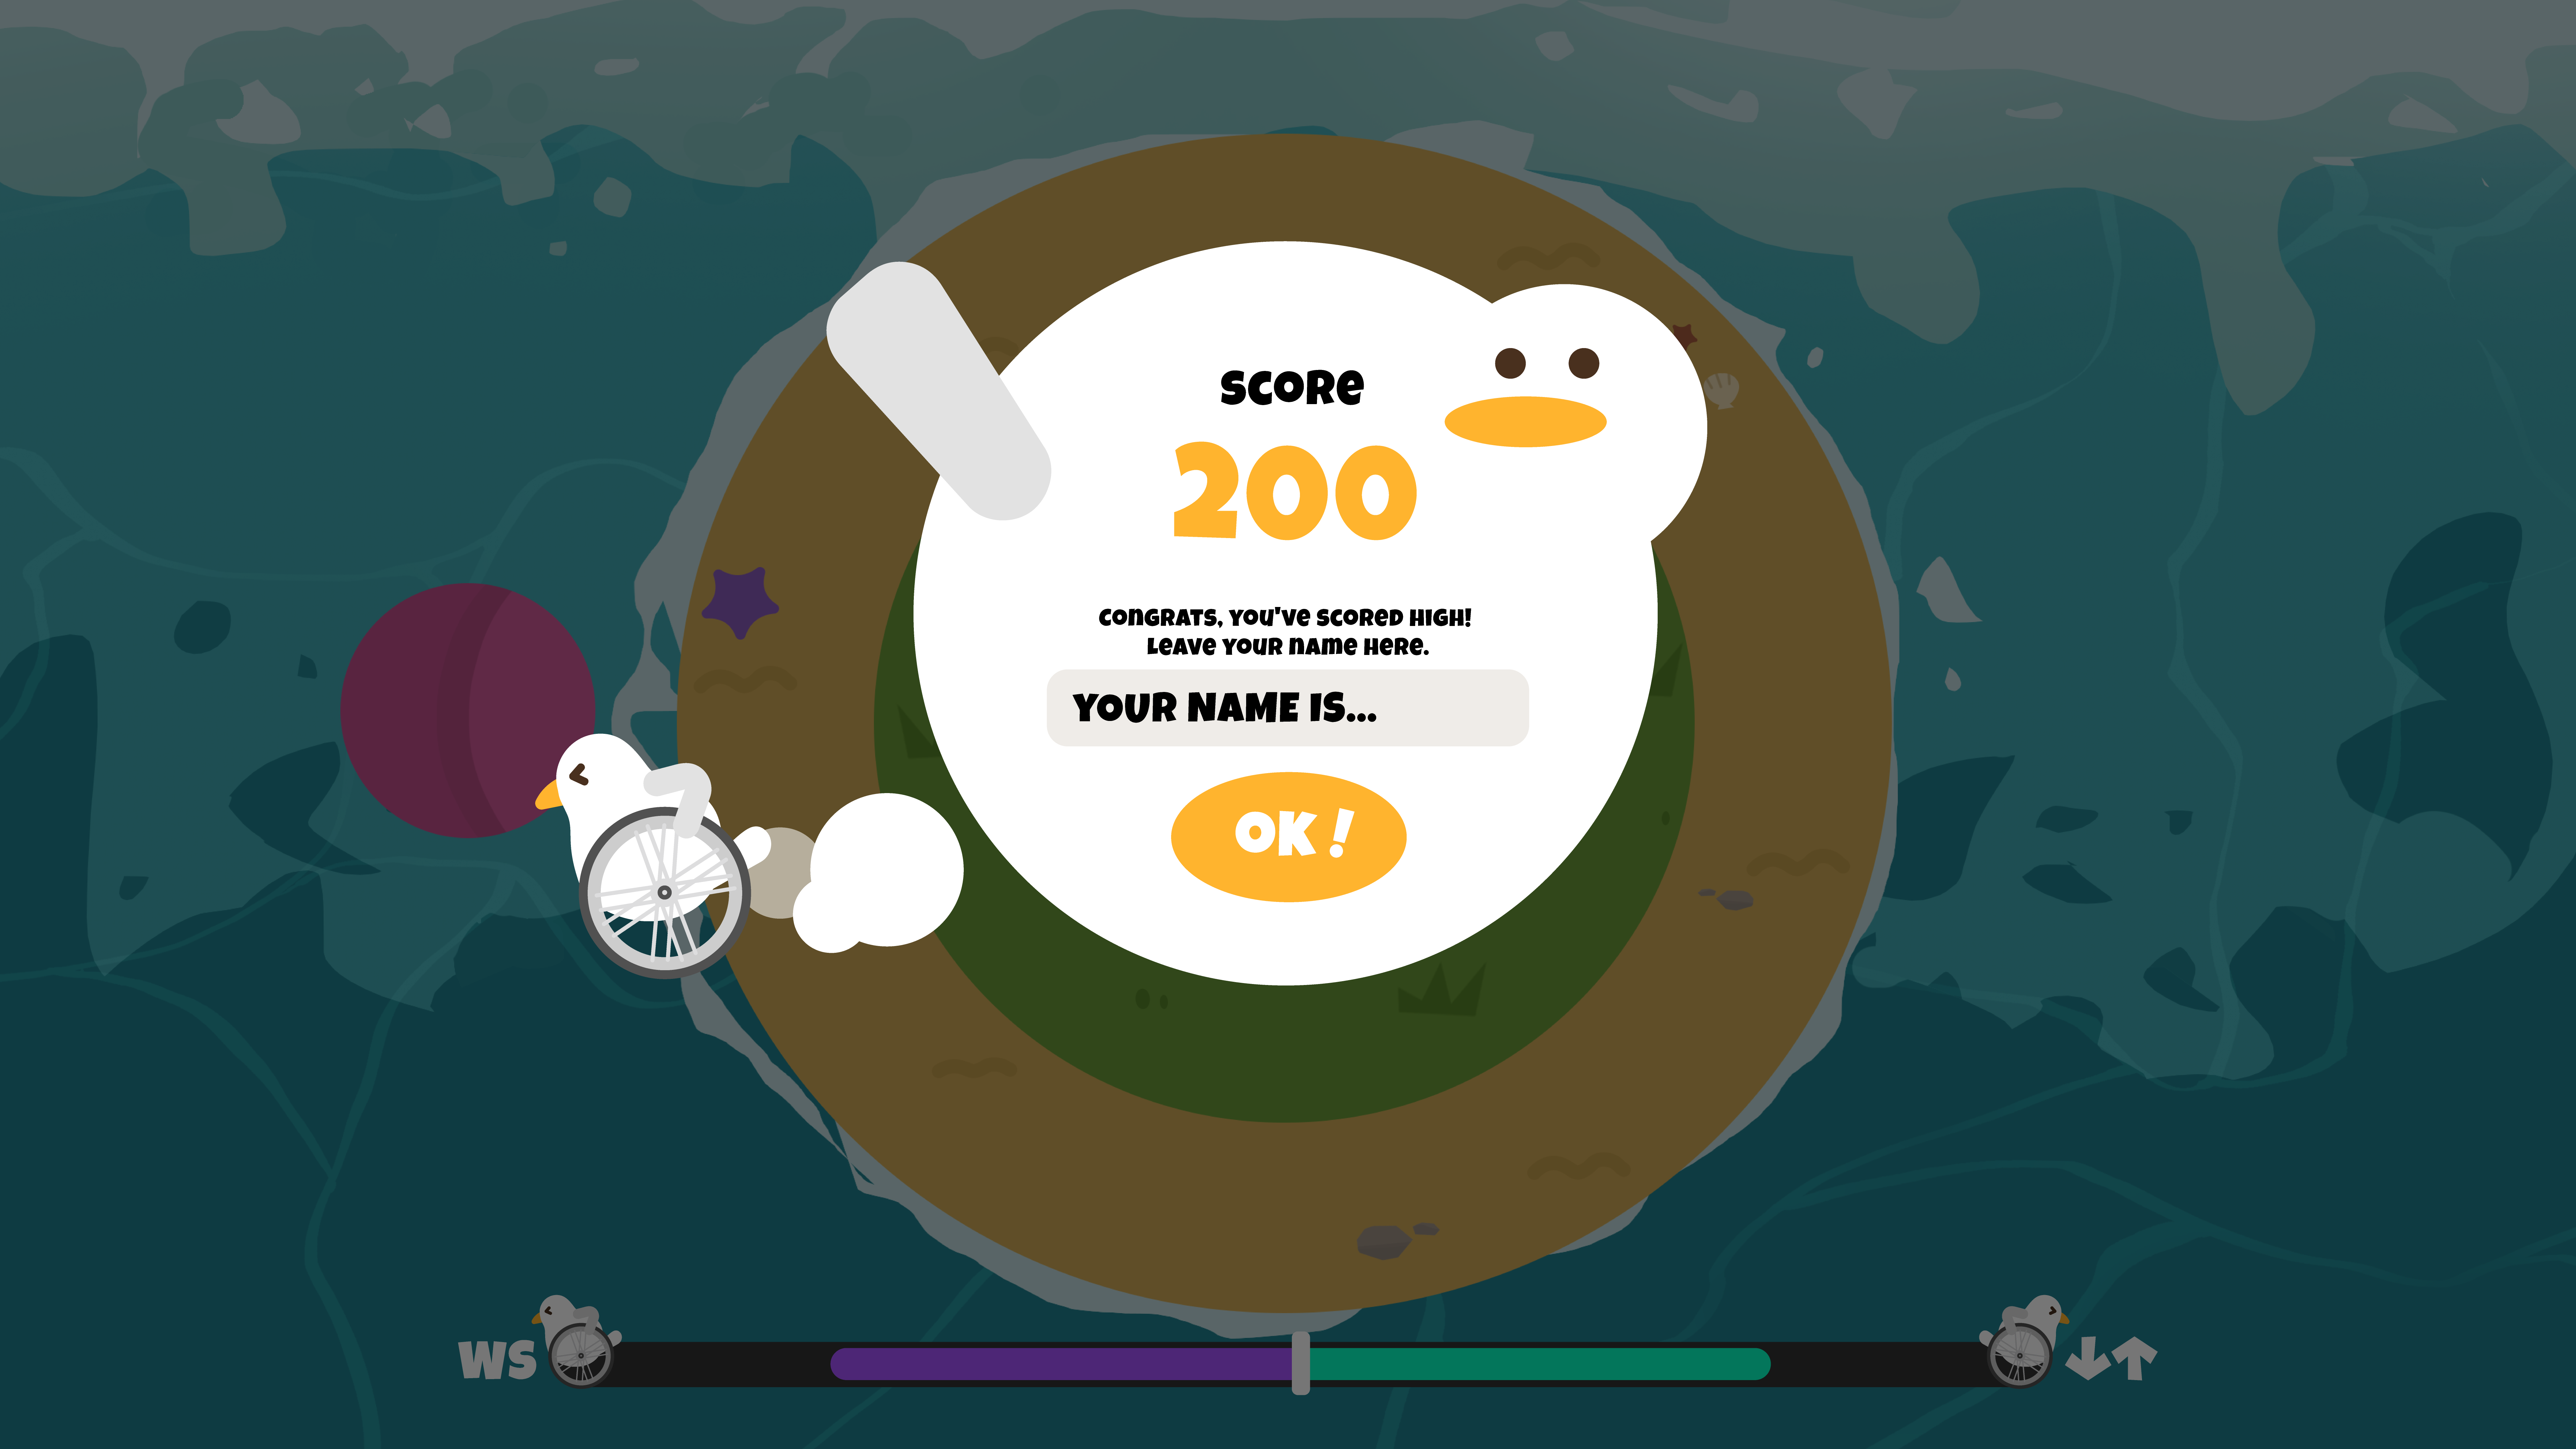 SCORE
200
CONGRATS, YOU'VE SCORED HIGH!
LEAVE YOUR NAME HERE.
YOUR NAME IS...
OK!
WS ↓↑